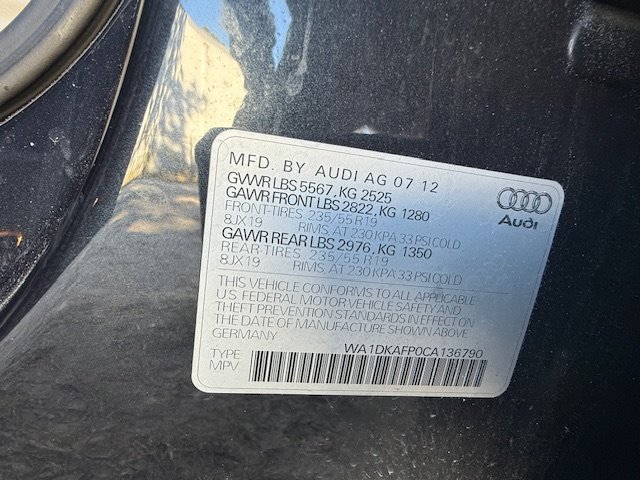 MFD. BY AUDI AG 07 12
GVWR LBS 5567, KG 2525
GAWR FRONT LBS 2822, KG 1280
FRONT-TIRES 235/55 R19
8JX19 RIMS, AT 230 KPA 33 PSI COLD
GAWR REAR LBS 2976, KG 1350
REAR-TIRES 235/55 R19
8JX19 RIMS, AT 230 KPA 33 PSI COLD
Audi
THIS VEHICLE CONFORMS TO ALL APPLICABLE
U.S. FEDERAL MOTOR VEHICLE SAFETY AND
THEFT PREVENTION STANDARDS IN EFFECT ON
THE DATE OF MANUFACTURE SHOWN ABOVE
GERMANY
WA1DKAFP0CA136790
TYPE
MPV